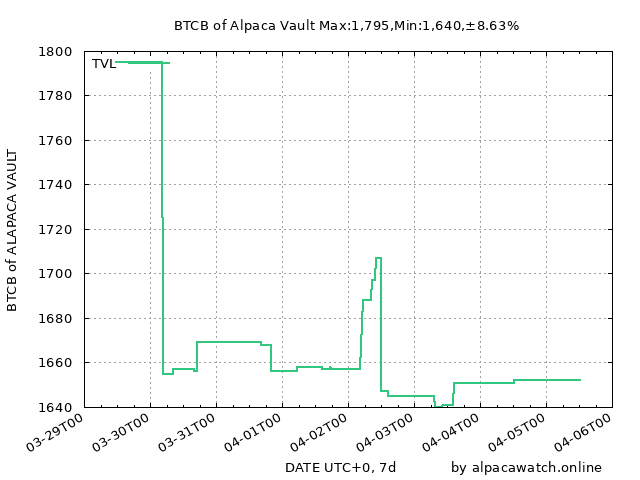 BTCB of Alpaca Vault Max:1,795,Min:1,640,±8.63%
BTCB of ALAPACA VAULT
1800
1780
1760
1740
1720
1700
1680
1660
1640
TVL
03-29T00
03-30T00
03-31T00
04-01T00
04-02T00
04-03T00
04-04T00
04-05T00
04-06T00
DATE UTC+0, 7d
by alpacawatch.online